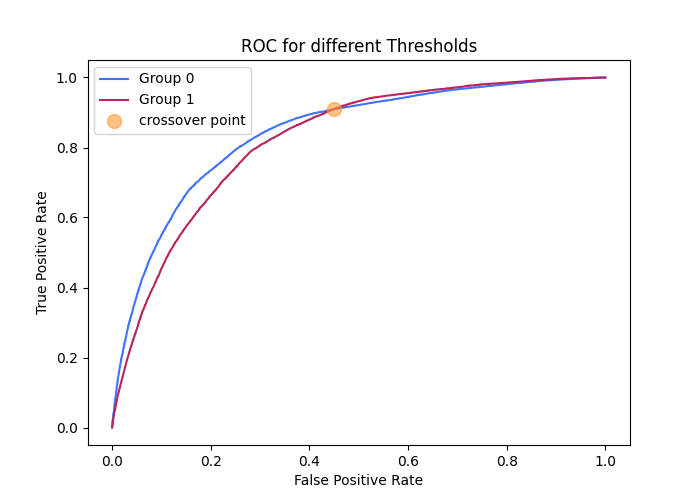 ROC for different Thresholds
Group 0
Group 1
crossover point
True Positive Rate
1.0
0.8
0.6
0.4
0.2
0.0
0.0 0.2 0.4 0.6 0.8 1.0
False Positive Rate